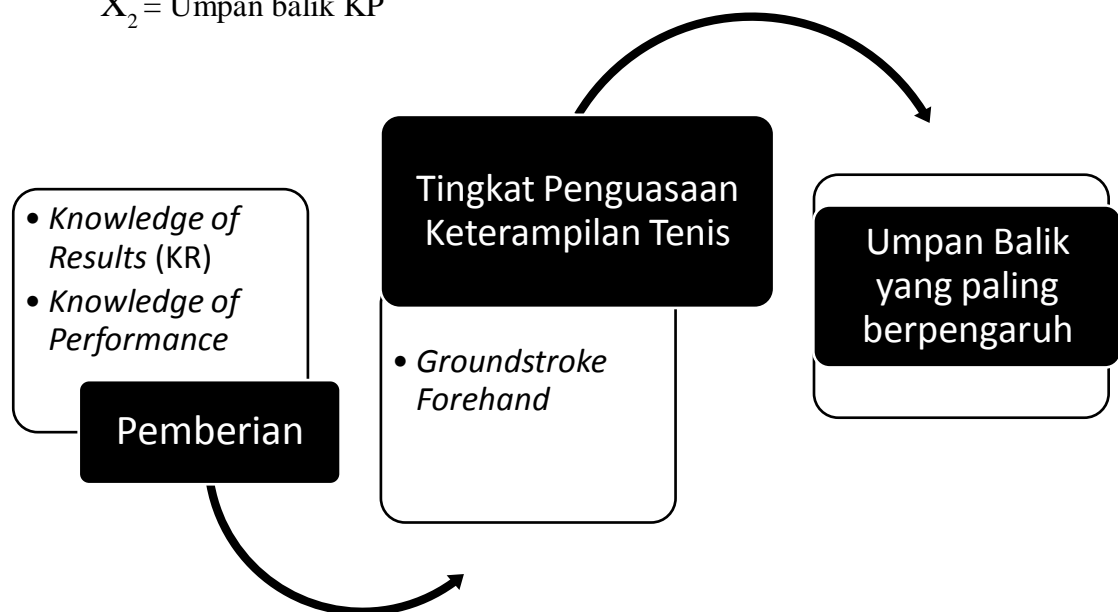 X2 = Umpan balik KP
• Knowledge of
Results (KR)
• Knowledge of
Performance
Pemberian
Tingkat Penguasaan
Keterampilan Tenis
• Groundstroke
Forehand
Umpan Balik
yang paling
berpengaruh